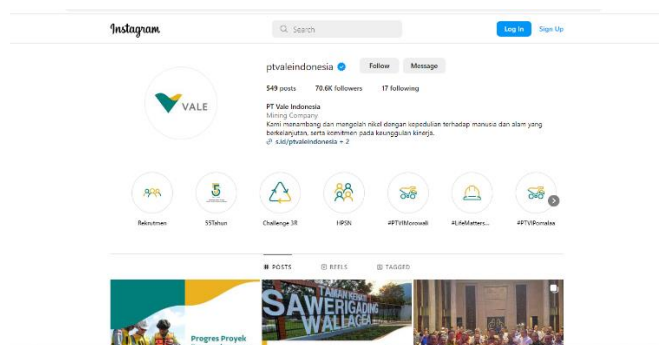 Instagram
Search
Log In Sign Up
ptvaleindonesia Follow Message
549 posts 70.6K followers 17 following
PT Vale Indonesia
Mining Company
Kami menambang dan mengolah nikel dengan kepedulian terhadap manusia dan alam yang
berkelanjutan, serta komitmen pada keunggulan kinerja.
s.id/ptvaleindonesia + 2
VALE
Rekrutmen 55Tahun Challenge 3R HPSN #PTVIMorowali #LifeMatters... #PTVIPomalaa
POSTS REELS TAGGED
Progres Proyek
TAMAN KEHATI
SAWERIGADING
WALLACEA